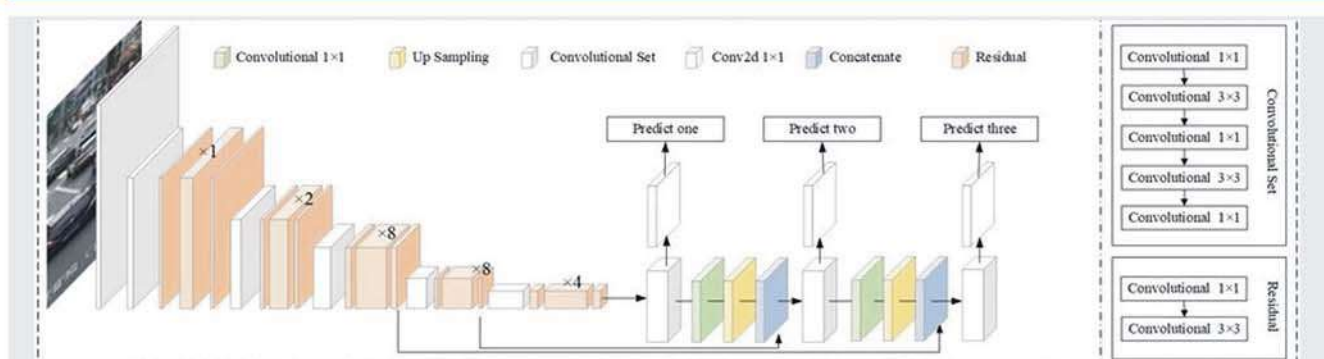 Convolutional 1×1
Up Sampling
Convolutional Set
Conv2d 1×1
Concatenate
Residual
×1
×2
×8
×8
×4
Predict one
Predict two
Predict three
Convolutional 1×1
Convolutional 3×3
Convolutional 1×1
Convolutional 3×3
Convolutional 1×1
Convolutional Set
Convolutional 1×1
Convolutional 3×3
Residual